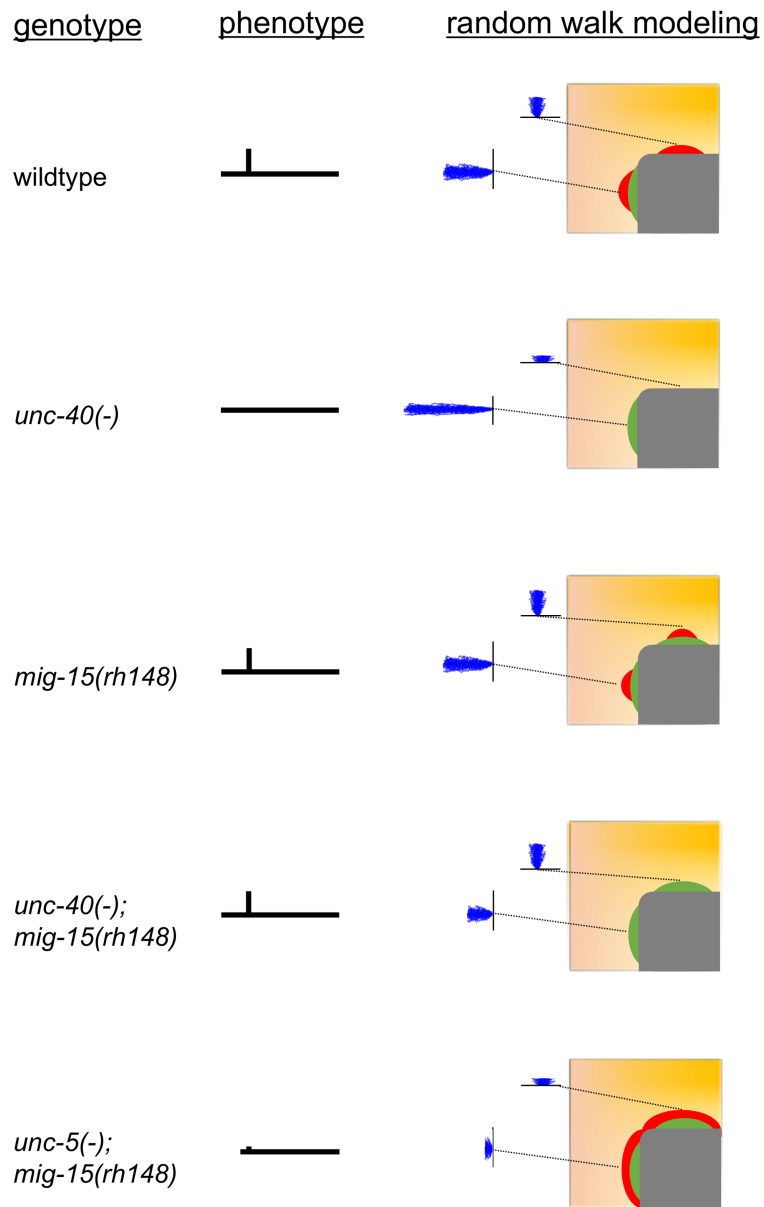 genotype phenotype random walk modeling
wildtype
unc-40(-)
mig-15(rh148)
unc-40(-);
mig-15(rh148)
unc-5(-);
mig-15(rh148)